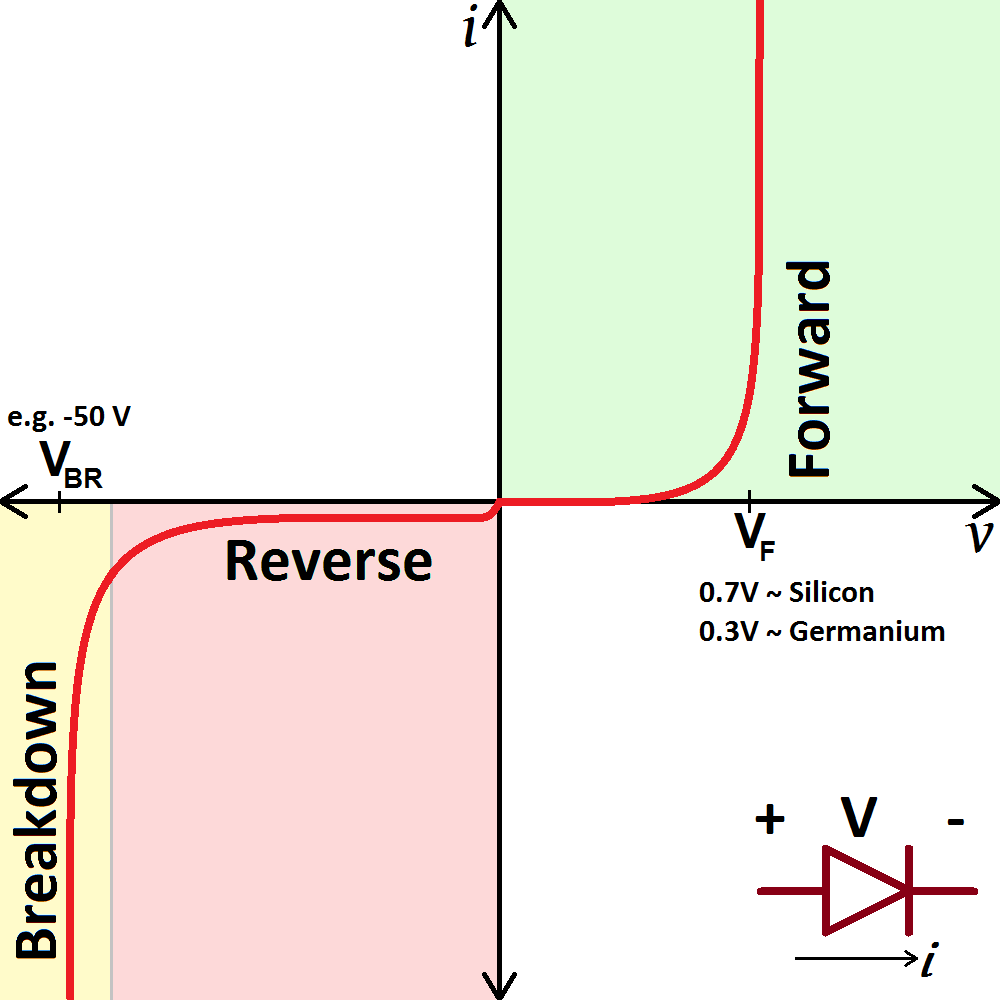 i
Forward
e.g. -50 V
VBR
v
VF
Reverse
0.7V ~ Silicon
0.3V ~ Germanium
Breakdown
+ V -
i